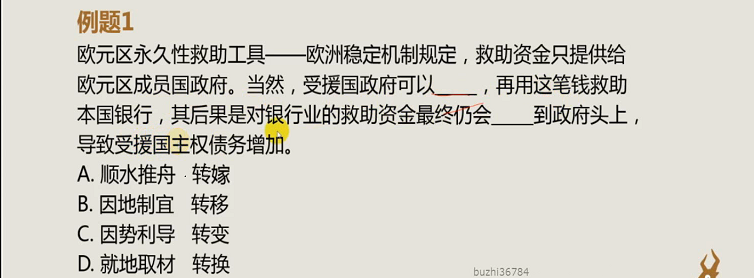 例题1
欧元区永久性救助工具——欧洲稳定机制规定，救助资金只提供给
欧元区成员国政府。当然，受援国政府可以____，再用这笔钱救助
本国银行，其后果是对银行业的救助资金最终仍会____到政府头上，
导致受援国主权债务增加。
A. 顺水推舟 转嫁
B. 因地制宜 转移
C. 因势利导 转变
D. 就地取材 转换
buzhi36784